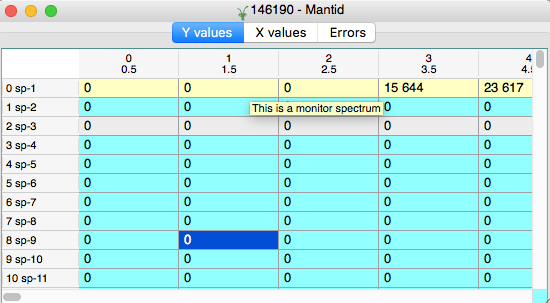 146190 - Mantid
Y values X values Errors
0 1 2 3 4
0.5 1.5 2.5 3.5 4.5
0 sp-1 0 0 0 15 644 23 617
This is a monitor spectrum
1 sp-2 0 0 0 0
2 sp-3 0 0 0 0 0
3 sp-4 0 0 0 0 0
4 sp-5 0 0 0 0 0
5 sp-6 0 0 0 0 0
6 sp-7 0 0 0 0 0
7 sp-8 0 0 0 0 0
8 sp-9 0 0 0 0 0
9 sp-10 0 0 0 0 0
10 sp-11 0 0 0 0 0